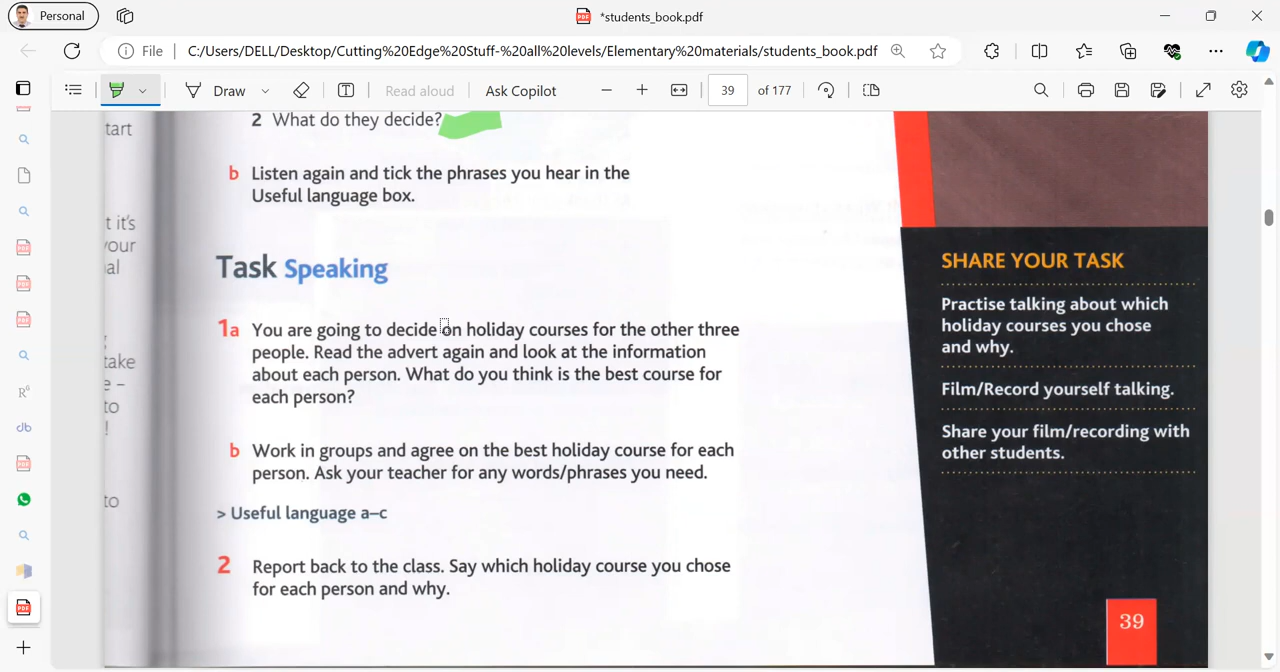 Personal
*students_book.pdf
File
C:/Users/DELL/Desktop/Cutting%20Edge%20Stuff-%20all%20levels/Elementary%20materials/students_book.pdf
Draw
Read aloud
Ask Copilot
39
of 177
tart
t it's
your
al
take
e –
to
!
to
2 What do they decide?
b Listen again and tick the phrases you hear in the
Useful language box.
Task Speaking
1a You are going to decide on holiday courses for the other three
people. Read the advert again and look at the information
about each person. What do you think is the best course for
each person?
b Work in groups and agree on the best holiday course for each
person. Ask your teacher for any words/phrases you need.
> Useful language a–c
2 Report back to the class. Say which holiday course you chose
for each person and why.
SHARE YOUR TASK
Practise talking about which
holiday courses you chose
and why.
Film/Record yourself talking.
Share your film/recording with
other students.
39